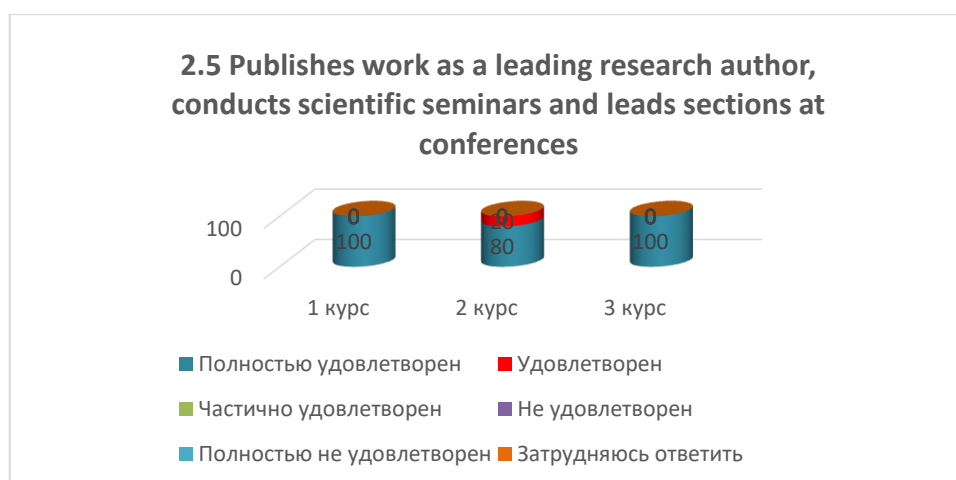 2.5 Publishes work as a leading research author,
conducts scientific seminars and leads sections at
conferences
100
0
0 0 0
100 20 100
80
1 курс 2 курс 3 курс
Полностью удовлетворен Удовлетворен
Частично удовлетворен Не удовлетворен
Полностью не удовлетворен Затрудняюсь ответить